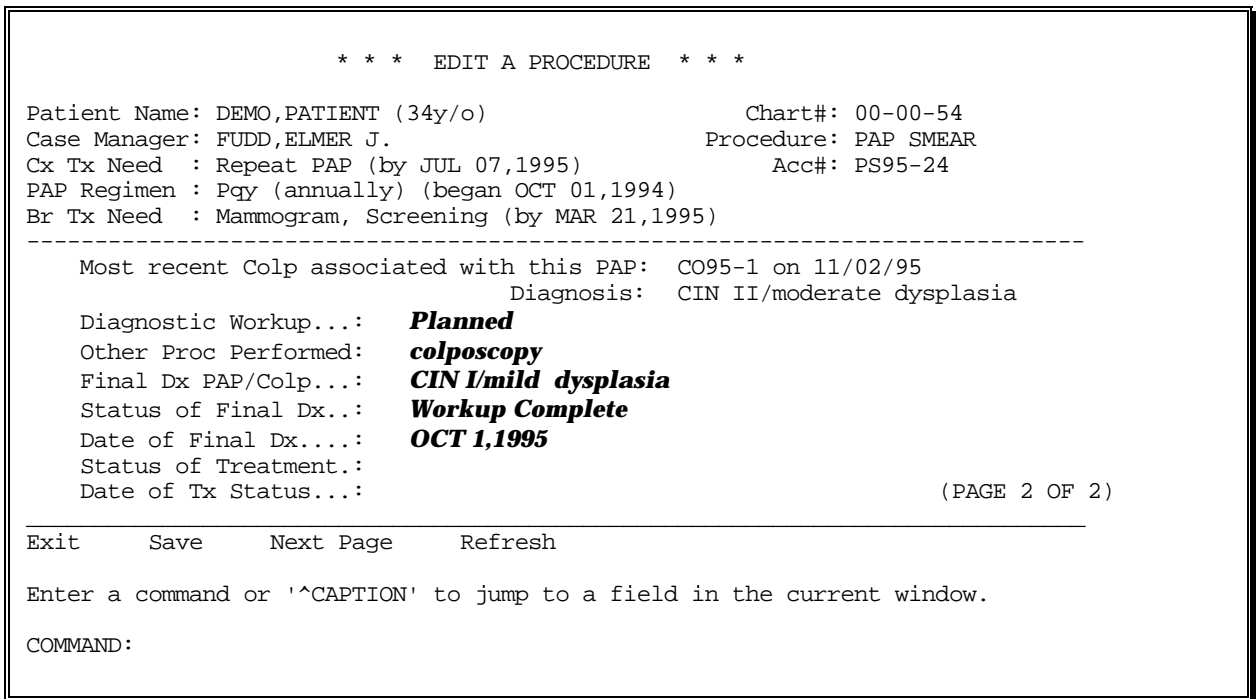 * * *  EDIT A PROCEDURE  * * *
Patient Name: DEMO,PATIENT (34y/o)                    Chart#: 00-00-54
Case Manager: FUDD,ELMER J.                        Procedure: PAP SMEAR
Cx Tx Need  : Repeat PAP (by JUL 07,1995)               Acc#: PS95-24
PAP Regimen : Pqy (annually) (began OCT 01,1994)
Br Tx Need  : Mammogram, Screening (by MAR 21,1995)
--------------------------------------------------------------------------------
Most recent Colp associated with this PAP:  CO95-1 on 11/02/95
Diagnosis:  CIN II/moderate dysplasia
Diagnostic Workup...:   Planned
Other Proc Performed:   colposcopy
Final Dx PAP/Colp...:   CIN I/mild  dysplasia
Status of Final Dx..:   Workup Complete
Date of Final Dx....:   OCT 1,1995
Status of Treatment.:
Date of Tx Status...:                                          (PAGE 2 OF 2)
________________________________________________________________________________
Exit     Save     Next Page     Refresh
Enter a command or '^CAPTION' to jump to a field in the current window.
COMMAND: